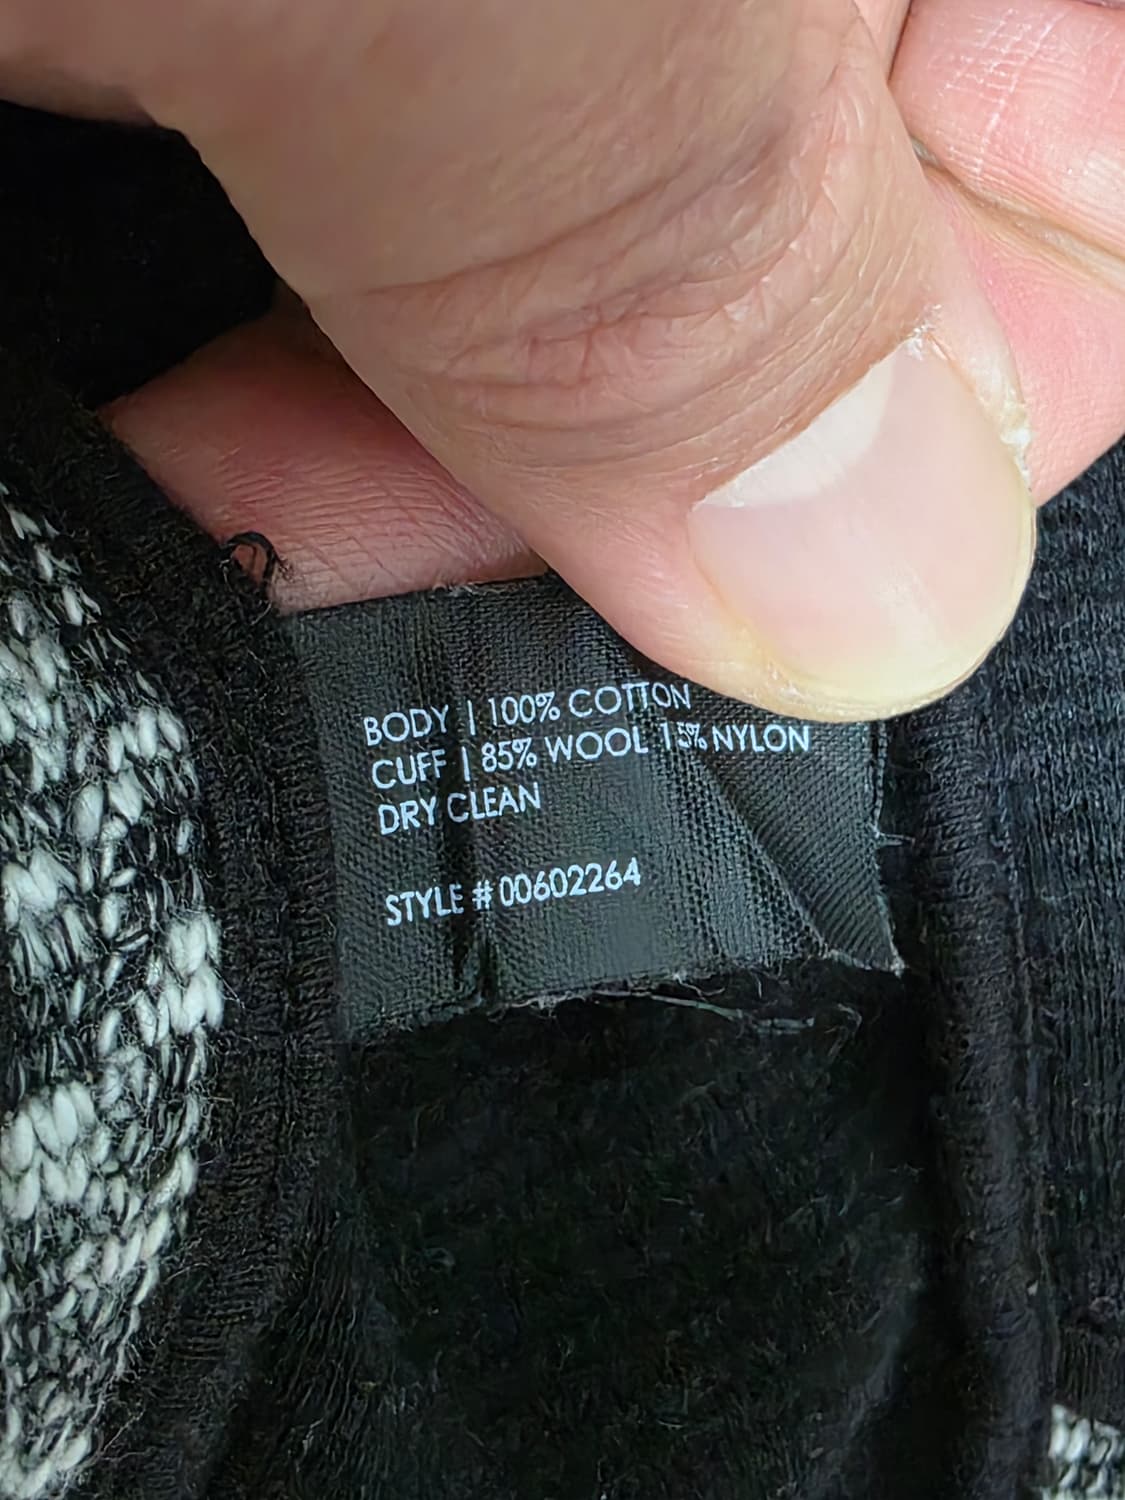 BODY | 100% COTTON
CUFF | 85% WOOL 15% NYLON
DRY CLEAN
STYLE # 00602264